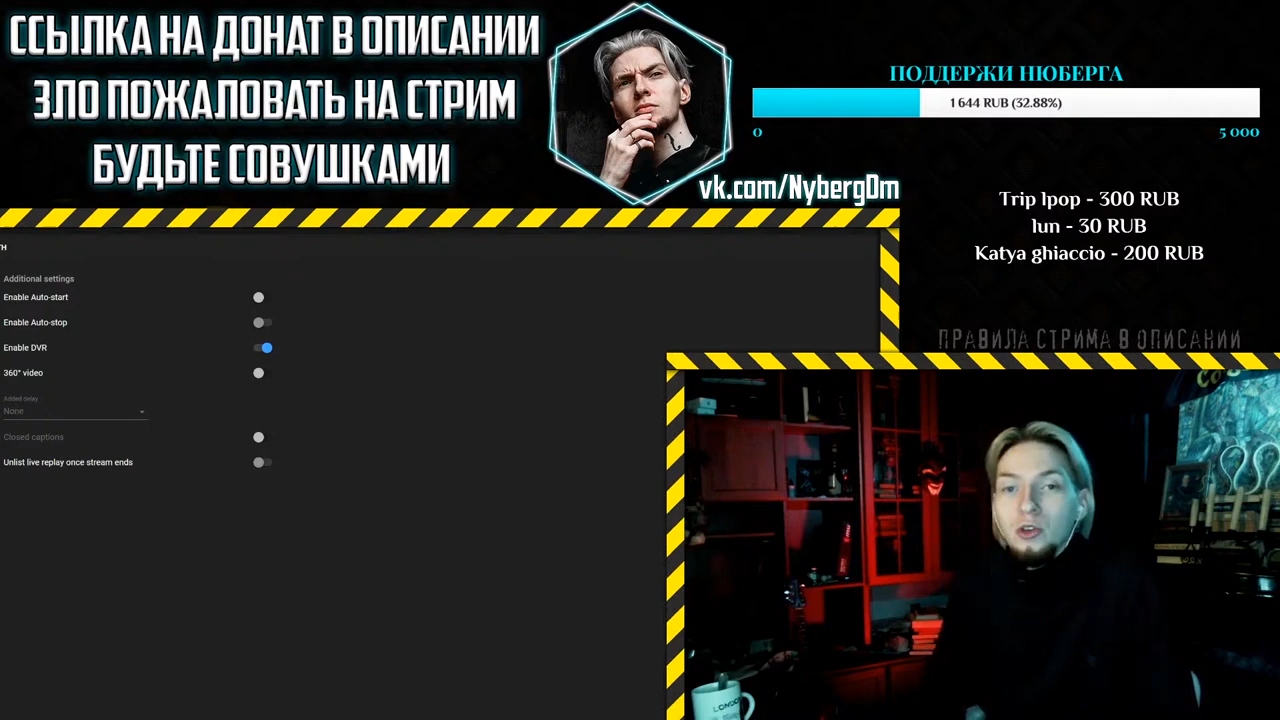 ССЫЛКА НА ДОНАТ В ОПИСАНИИ
ЗЛО ПОЖАЛОВАТЬ НА СТРИМ
БУДЬТЕ СОВУШКАМИ
vk.com/NybergDm
ПОДДЕРЖИ НЮБЕРГА
1 644 RUB (32.88%)
0
5 000
Trip lpop - 300 RUB
lun - 30 RUB
Katya ghiaccio - 200 RUB
ПРАВИЛА СТРИМА В ОПИСАНИИ
TH
Additional settings
Enable Auto-start
Enable Auto-stop
Enable DVR
360° video
Added delay
None
Closed captions
Unlist live replay once stream ends
LONDON